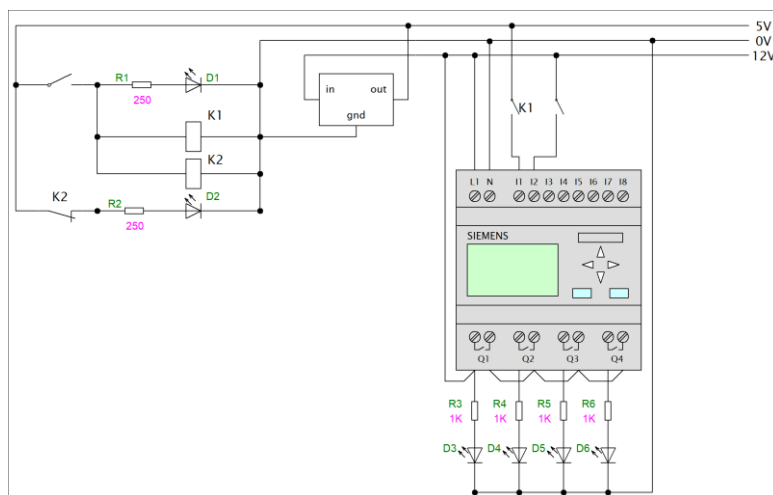 5V
0V
12V
R1
D1
250
K1
K2
in
out
gnd
K1
K2
R2
D2
250
L1 N I1 I2 I3 I4 I5 I6 I7 I8
SIEMENS
Q1 Q2 Q3 Q4
R3 R4 R5 R6
1K 1K 1K 1K
D3 D4 D5 D6